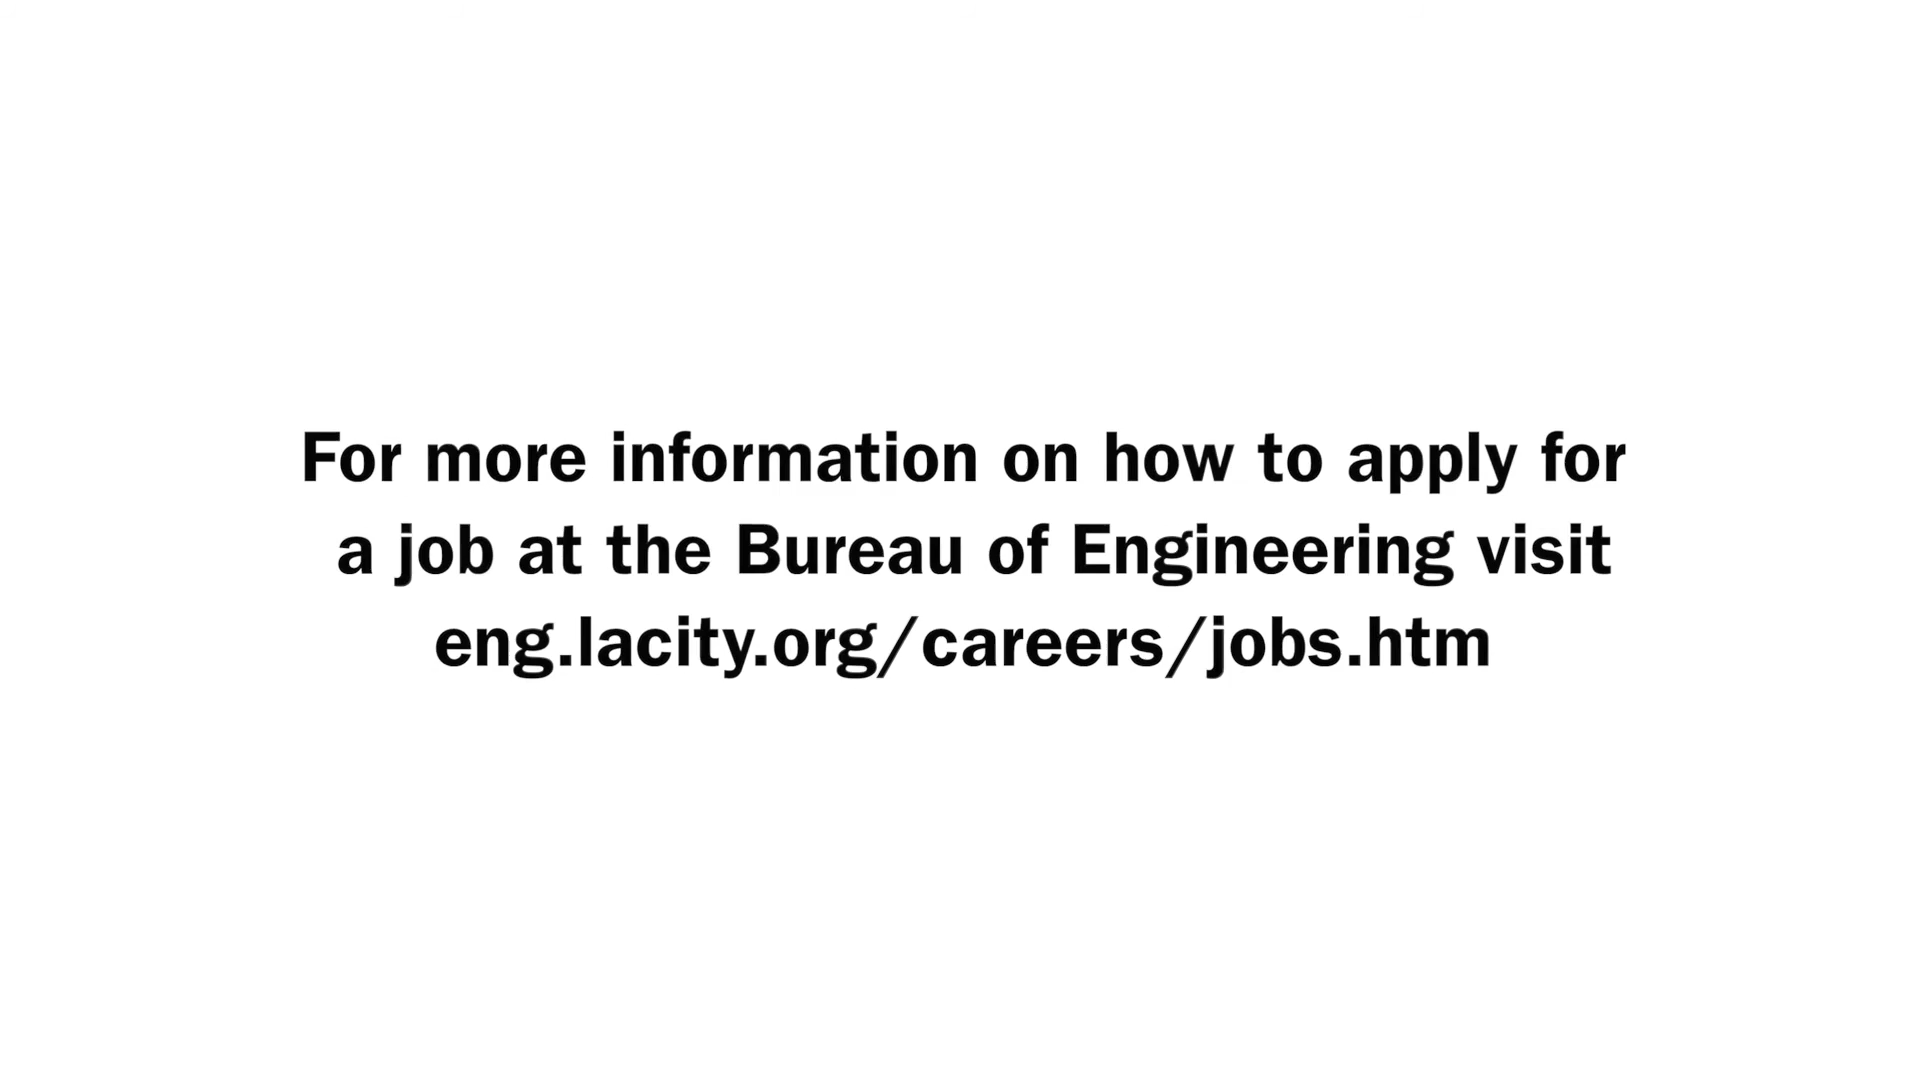 For more information on how to apply for
a job at the Bureau of Engineering visit
eng.lacity.org/careers/jobs.htm